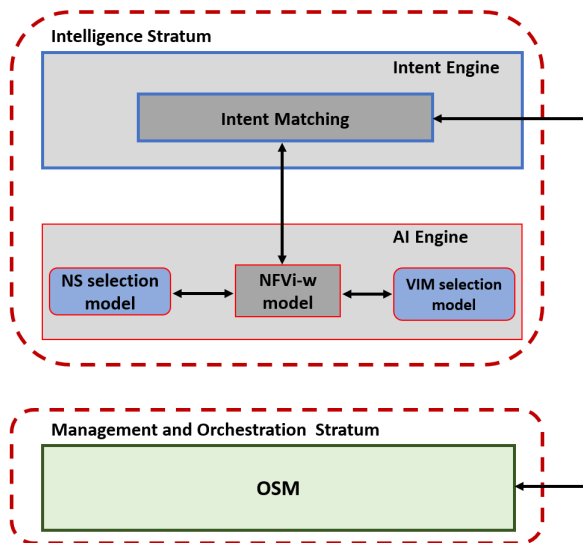 Intelligence Stratum
Intent Engine
Intent Matching
AI Engine
NS selection
model
NFVi-w
model
VIM selection
model
Management and Orchestration Stratum
OSM